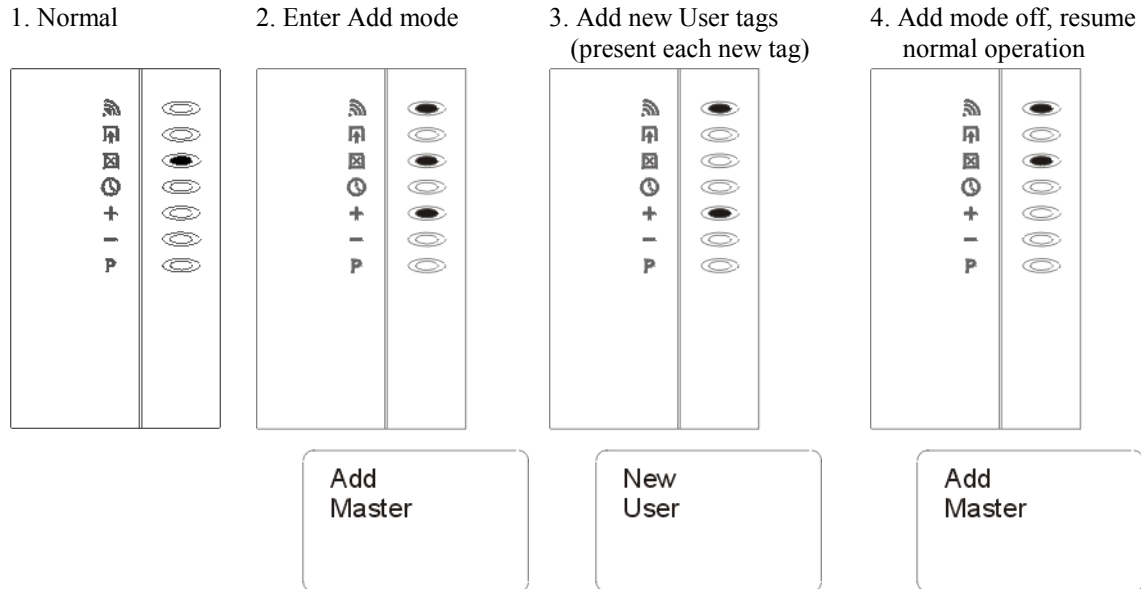 1. Normal
2. Enter Add mode
3. Add new User tags
(present each new tag)
4. Add mode off, resume
normal operation
+
–
P
+
–
P
+
–
P
+
–
P
Add
Master
New
User
Add
Master